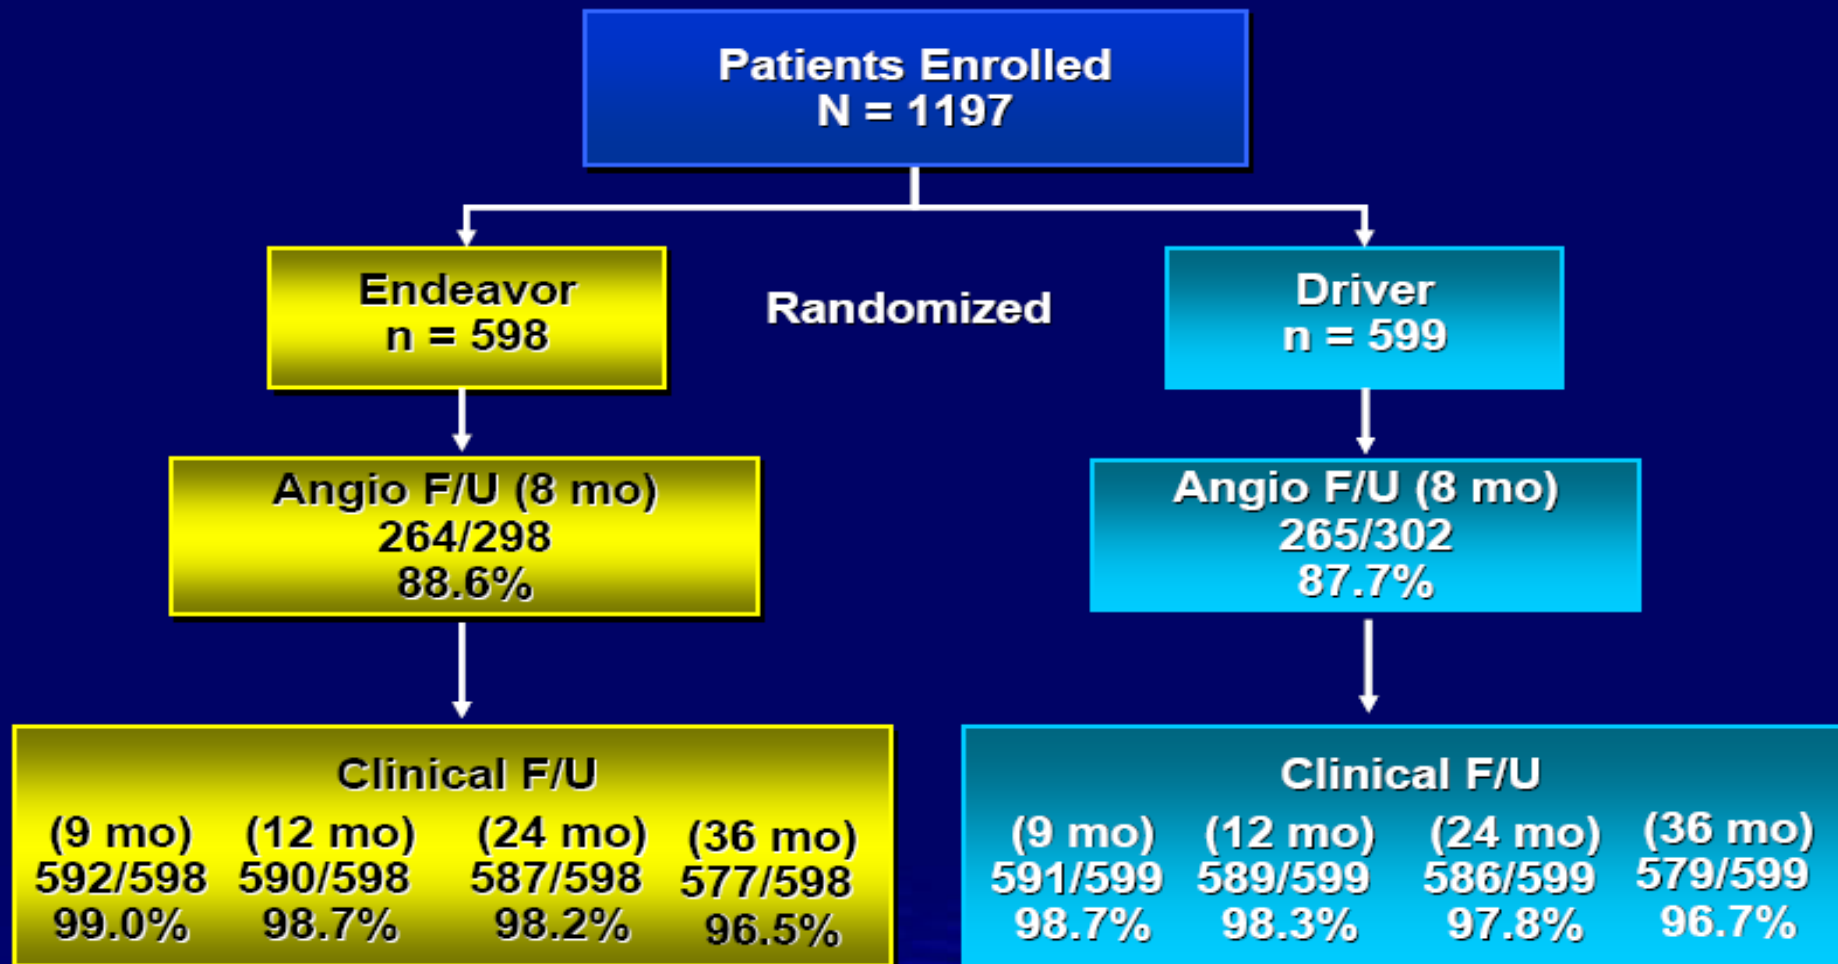 Patients Enrolled
N = 1197
Endeavor
n = 598
Randomized
Driver
n = 599
Angio F/U (8 mo)
264/298
88.6%
Angio F/U (8 mo)
265/302
87.7%
Clinical F/U
(9 mo) (12 mo) (24 mo) (36 mo)
592/598 590/598 587/598 577/598
99.0% 98.7% 98.2% 96.5%
Clinical F/U
(9 mo) (12 mo) (24 mo) (36 mo)
591/599 589/599 586/599 579/599
98.7% 98.3% 97.8% 96.7%